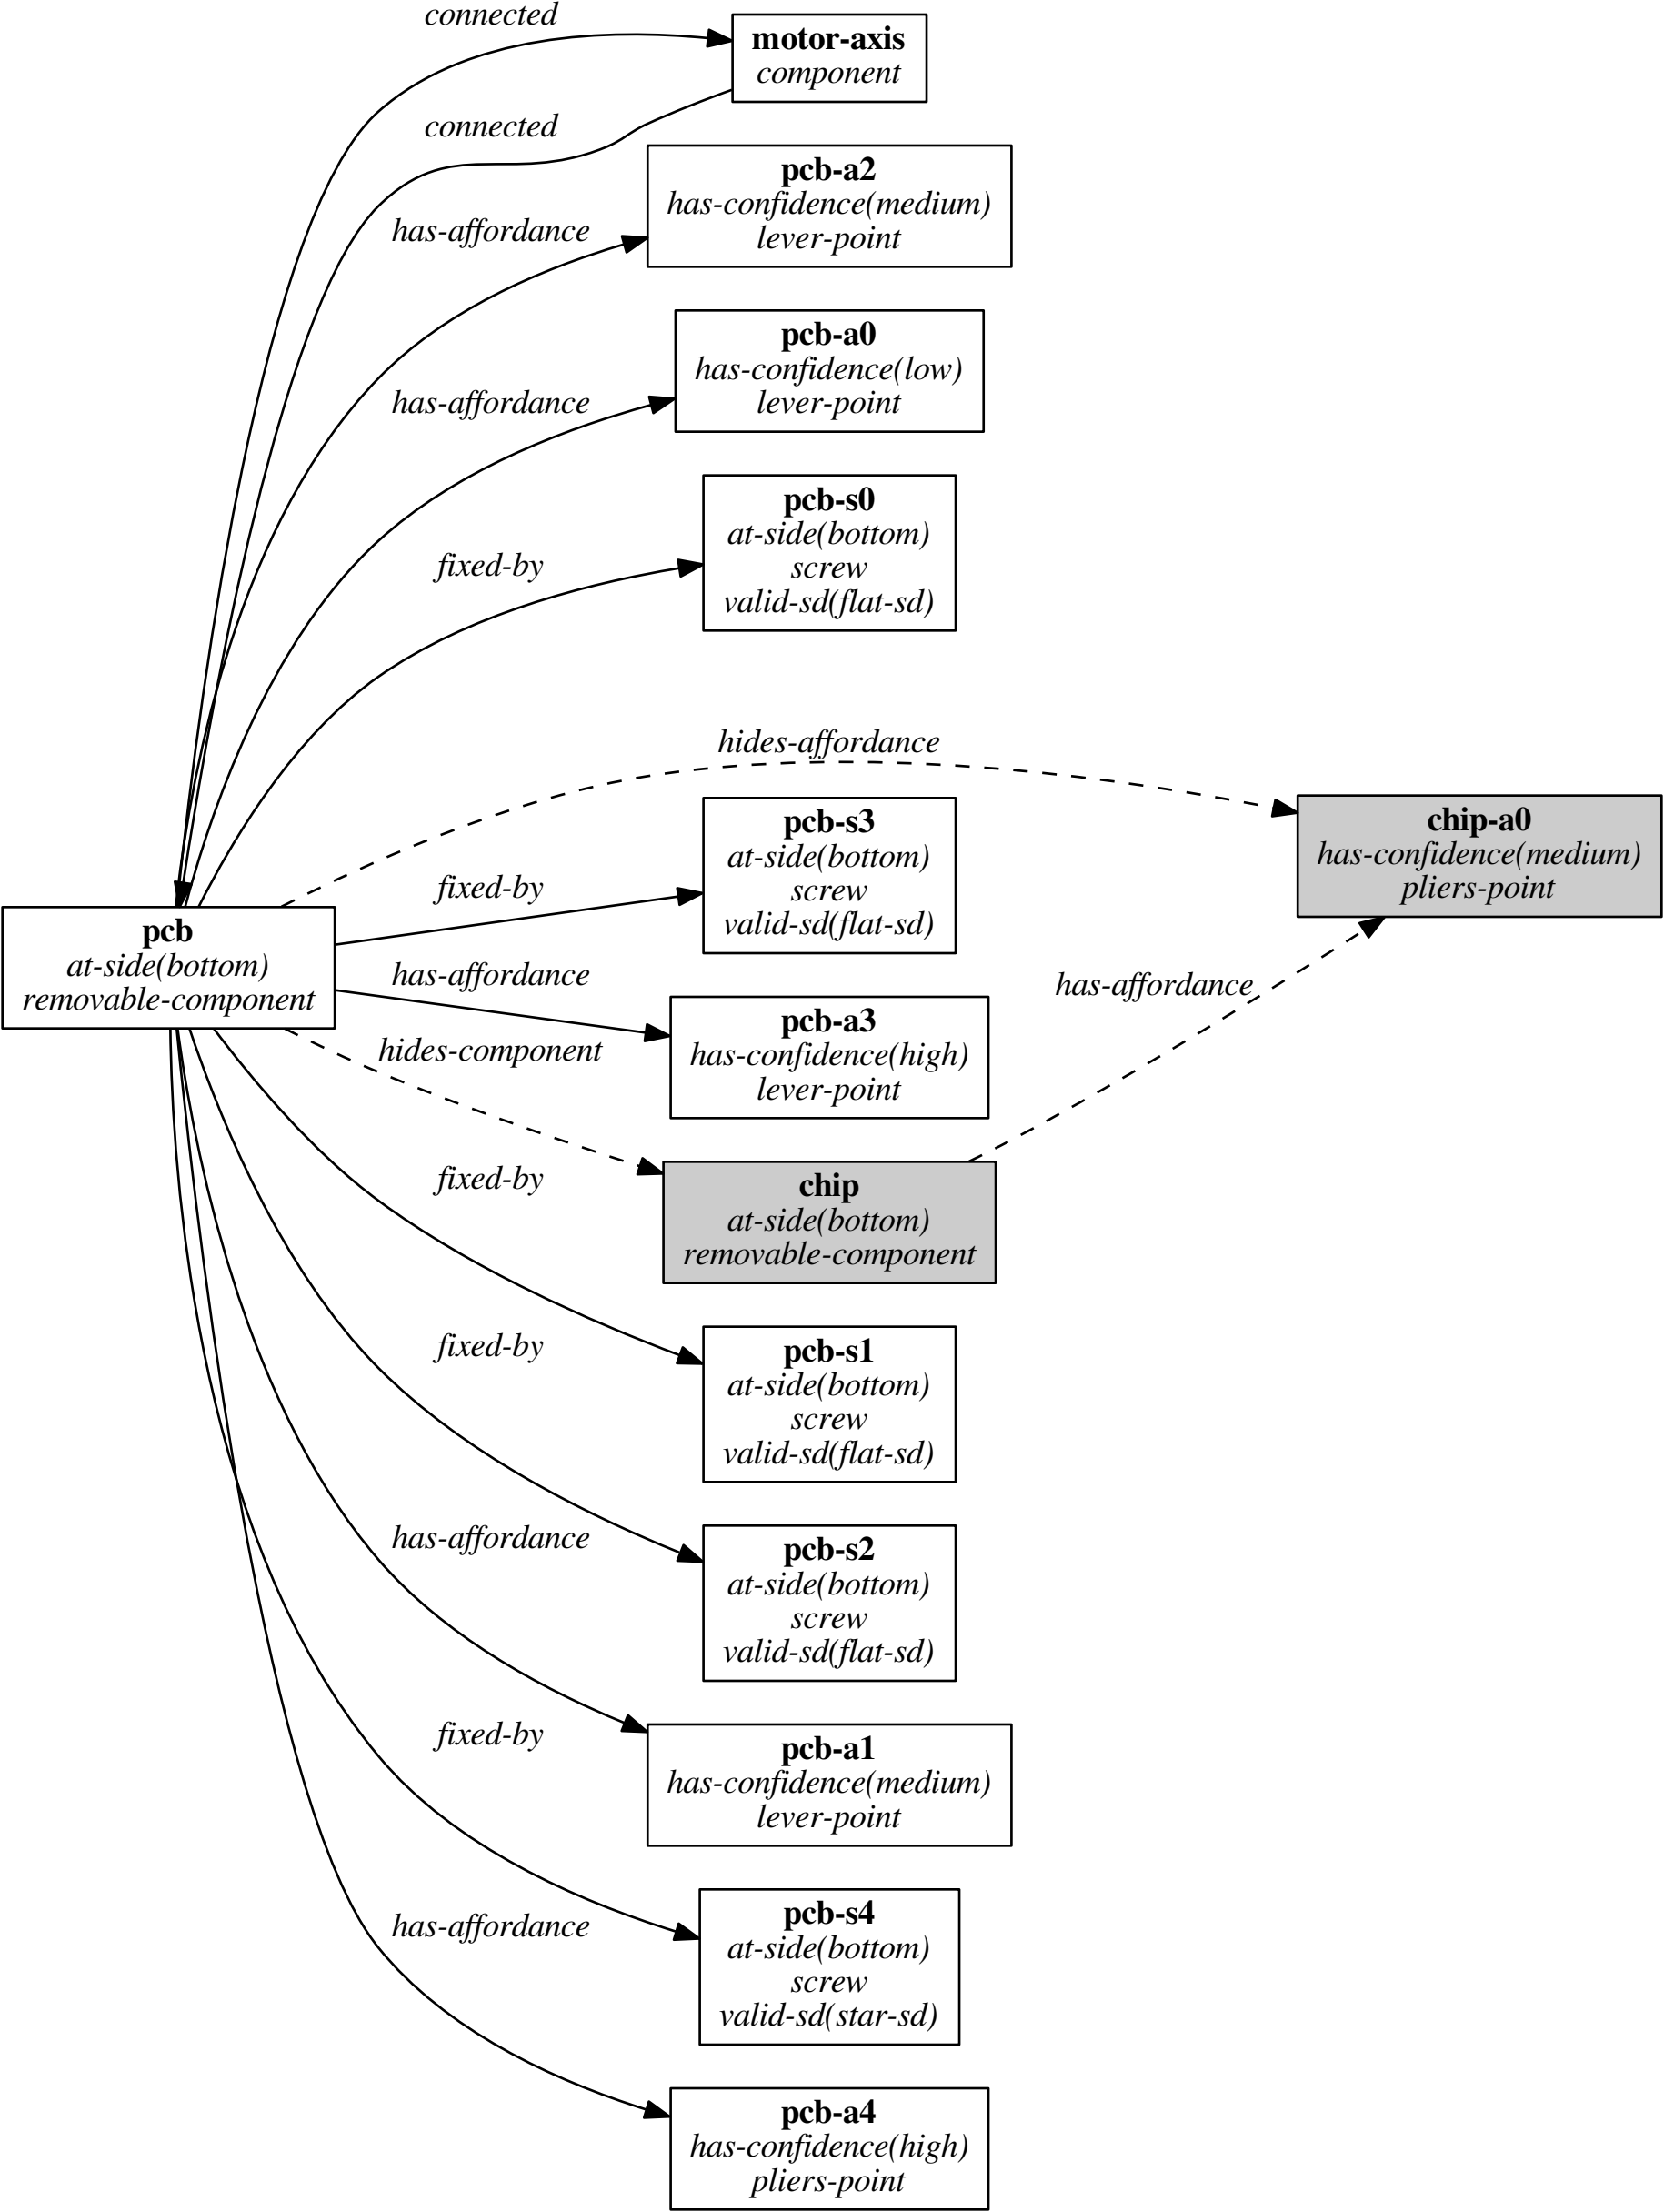 connected
motor-axis
component
connected
pcb-a2
has-confidence(medium)
lever-point
has-affordance
pcb-a0
has-confidence(low)
lever-point
has-affordance
pcb-s0
at-side(bottom)
screw
valid-sd(flat-sd)
fixed-by
hides-affordance
chip-a0
has-confidence(medium)
pliers-point
pcb-s3
at-side(bottom)
screw
valid-sd(flat-sd)
fixed-by
pcb
at-side(bottom)
removable-component
has-affordance
has-affordance
pcb-a3
has-confidence(high)
lever-point
hides-component
chip
at-side(bottom)
removable-component
fixed-by
pcb-s1
at-side(bottom)
screw
valid-sd(flat-sd)
fixed-by
pcb-s2
at-side(bottom)
screw
valid-sd(flat-sd)
has-affordance
pcb-a1
has-confidence(medium)
lever-point
fixed-by
pcb-s4
at-side(bottom)
screw
valid-sd(star-sd)
has-affordance
pcb-a4
has-confidence(high)
pliers-point